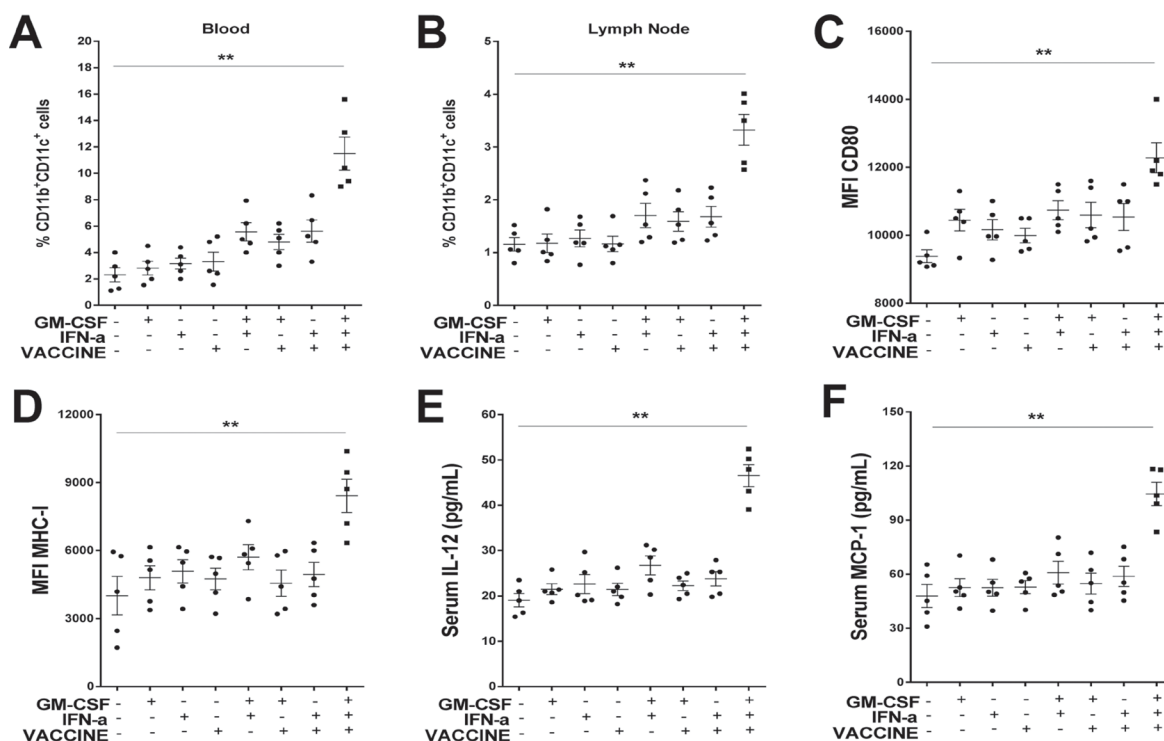 A
Blood
20
18
16
14
12
10
8
6
4
2
0
% CD11b+CD11c+ cells
**
GM-CSF - + - - + + - +
IFN-a - - + - + - + +
VACCINE - - - + - + + +
B
Lymph Node
5
4
3
2
1
0
% CD11b+CD11c+ cells
**
GM-CSF - + - - + + - +
IFN-a - - + - + - + +
VACCINE - - - + - + + +
C
16000
14000
12000
10000
8000
MFI CD80
**
GM-CSF - + - - + + - +
IFN-a - - + - + - + +
VACCINE - - - + - + + +
D
12000
9000
6000
3000
0
MFI MHC-I
**
GM-CSF - + - - + + - +
IFN-a - - + - + - + +
VACCINE - - - + - + + +
E
60
50
40
30
20
10
0
Serum IL-12 (pg/mL)
**
GM-CSF - + - - + + - +
IFN-a - - + - + - + +
VACCINE - - - + - + + +
F
150
120
90
60
30
0
Serum MCP-1 (pg/mL)
**
GM-CSF - + - - + + - +
IFN-a - - + - + - + +
VACCINE - - - + - + + +